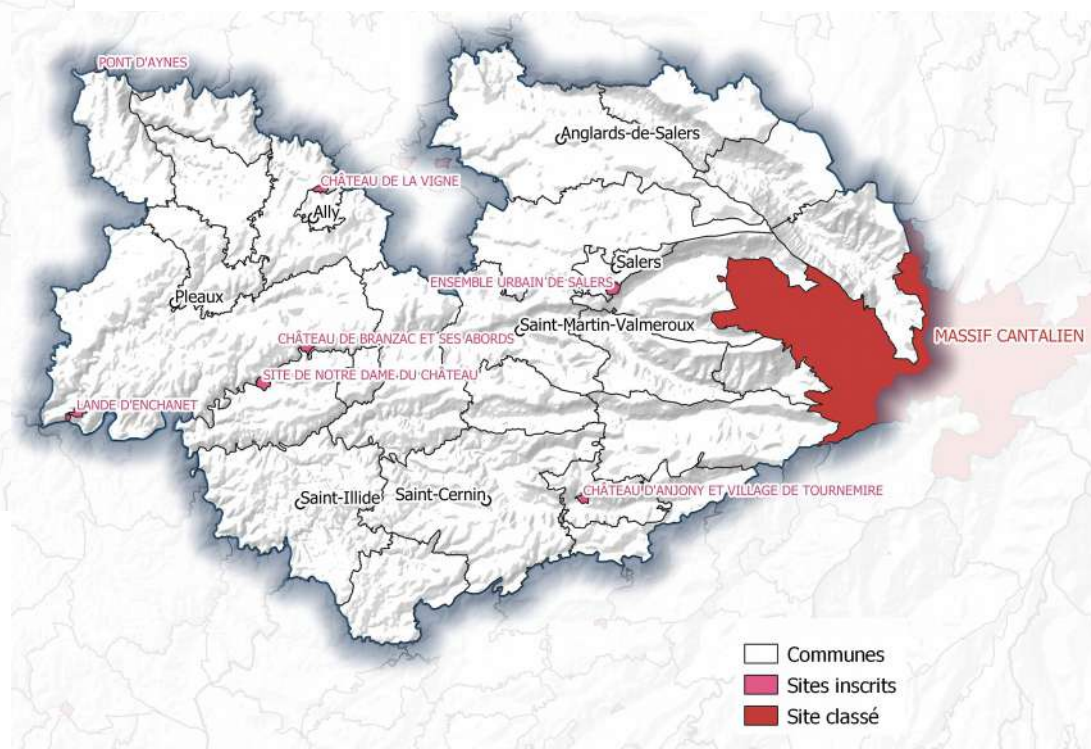 PONT D'AYNES
Anglards-de-Salers
CHÂTEAU DE LA VIGNE
Ally
Salers
ENSEMBLE URBAIN DE SALERS
Pleaux
Saint-Martin-Valmeroux
MASSIF CANTALIEN
CHÂTEAU DE BRANZAC ET SES ABORDS
SITE DE NOTRE DAME DU CHÂTEAU
LANDE D'ENCHANET
Saint-Illide
Saint-Cernin
CHÂTEAU D'ANJONY ET VILLAGE DE TOURNEMIRE
Communes
Sites inscrits
Site classé